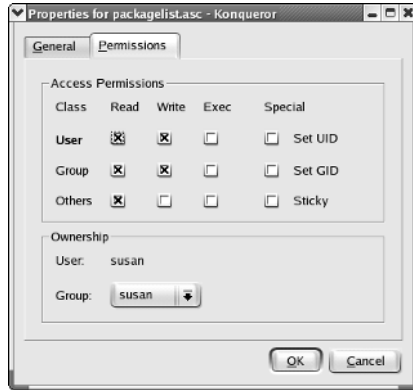 Properties for packagelist.asc - Konqueror
General Permissions
Access Permissions
Class Read Write Exec Special
User Set UID
Group Set GID
Others Sticky
Ownership
User: susan
Group: susan
OK Cancel